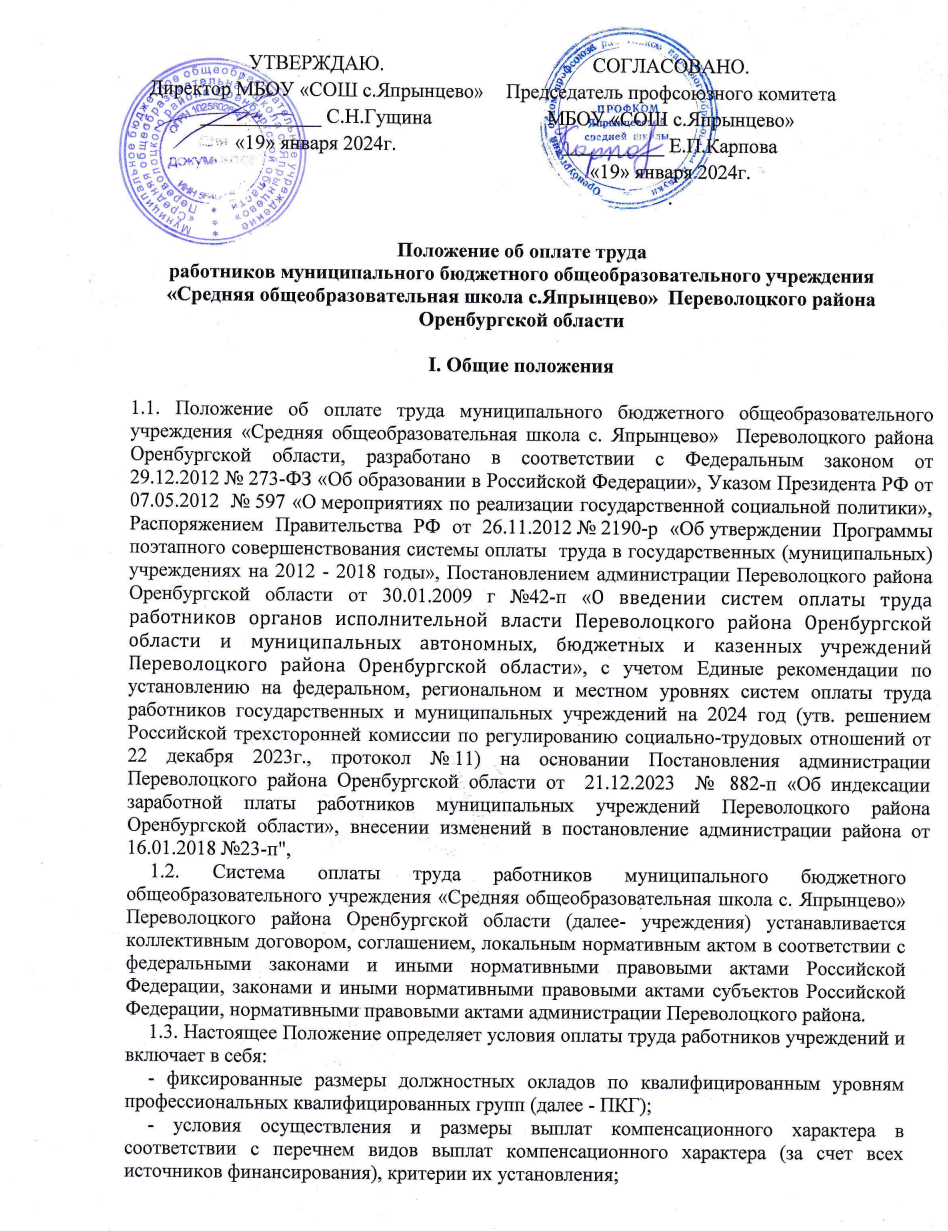 УТВЕРЖДАЮ.
Директор МБОУ «СОШ с.Япрынцево»
____________ С.Н.Гущина
«19» января 2024г.
СОГЛАСОВАНО.
Председатель профсоюзного комитета
МБОУ «СОШ с.Япрынцево»
____________ Е.П.Карпова
«19» января 2024г.
ПРОФКОМ
средней школы
Положение об оплате труда
работников муниципального бюджетного общеобразовательного учреждения
«Средняя общеобразовательная школа с.Япрынцево» Переволоцкого района
Оренбургской области
I. Общие положения
1.1. Положение об оплате труда муниципального бюджетного общеобразовательного
учреждения «Средняя общеобразовательная школа с. Япрынцево» Переволоцкого района
Оренбургской области, разработано в соответствии с Федеральным законом от
29.12.2012 № 273-ФЗ «Об образовании в Российской Федерации», Указом Президента РФ от
07.05.2012 № 597 «О мероприятиях по реализации государственной социальной политики»,
Распоряжением Правительства РФ от 26.11.2012 № 2190-р «Об утверждении Программы
поэтапного совершенствования системы оплаты труда в государственных (муниципальных)
учреждениях на 2012 - 2018 годы», Постановлением администрации Переволоцкого района
Оренбургской области от 30.01.2009 г №42-п «О введении систем оплаты труда
работников органов исполнительной власти Переволоцкого района Оренбургской
области и муниципальных автономных, бюджетных и казенных учреждений
Переволоцкого района Оренбургской области», с учетом Единые рекомендации по
установлению на федеральном, региональном и местном уровнях систем оплаты труда
работников государственных и муниципальных учреждений на 2024 год (утв. решением
Российской трехсторонней комиссии по регулированию социально-трудовых отношений от
22 декабря 2023г., протокол № 11) на основании Постановления администрации
Переволоцкого района Оренбургской области от 21.12.2023 № 882-п «Об индексации
заработной платы работников муниципальных учреждений Переволоцкого района
Оренбургской области», внесении изменений в постановление администрации района от
16.01.2018 №23-п",
1.2. Система оплаты труда работников муниципального бюджетного
общеобразовательного учреждения «Средняя общеобразовательная школа с. Япрынцево»
Переволоцкого района Оренбургской области (далее- учреждения) устанавливается
коллективным договором, соглашением, локальным нормативным актом в соответствии с
федеральными законами и иными нормативными правовыми актами Российской
Федерации, законами и иными нормативными правовыми актами субъектов Российской
Федерации, нормативными правовыми актами администрации Переволоцкого района.
1.3. Настоящее Положение определяет условия оплаты труда работников учреждений и
включает в себя:
- фиксированные размеры должностных окладов по квалифицированным уровням
профессиональных квалифицированных групп (далее - ПКГ);
- условия осуществления и размеры выплат компенсационного характера в
соответствии с перечнем видов выплат компенсационного характера (за счет всех
источников финансирования), критерии их установления;